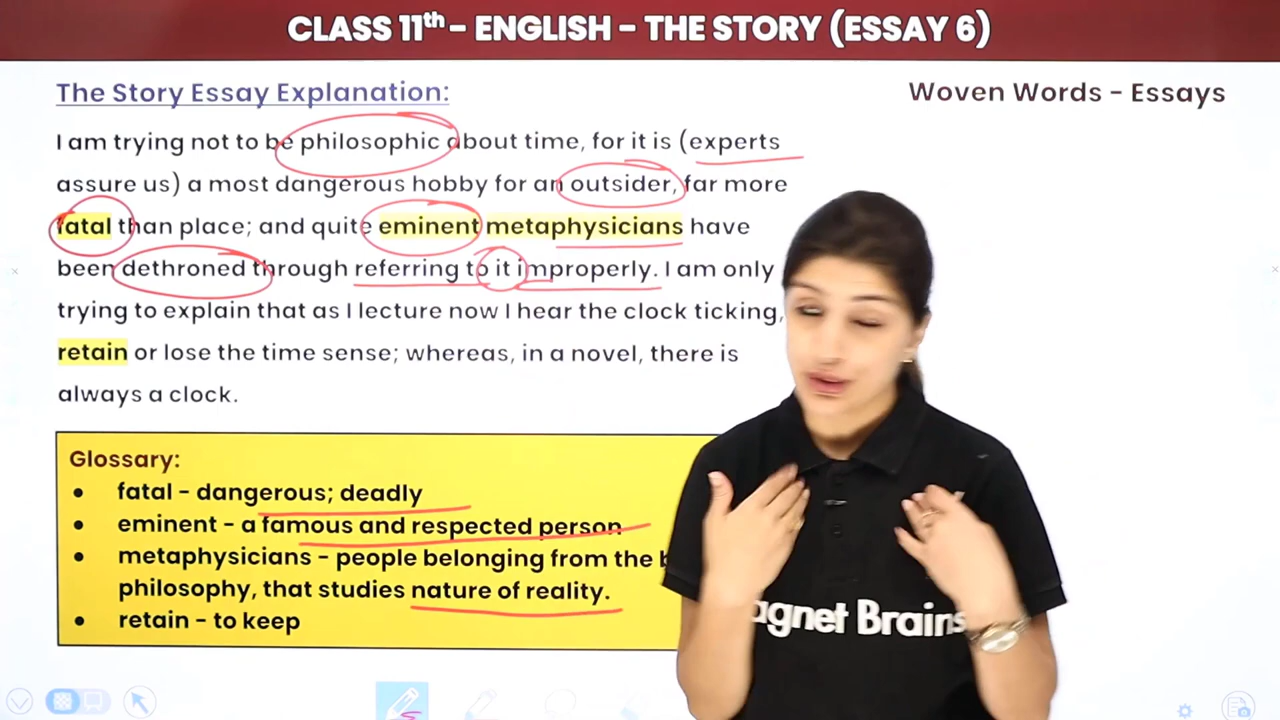 CLASS 11th - ENGLISH - THE STORY (ESSAY 6)
The Story Essay Explanation:
Woven Words - Essays
I am trying not to be philosophic about time, for it is (experts
assure us) a most dangerous hobby for an outsider, far more
fatal than place; and quite eminent metaphysicians have
been dethroned through referring to it improperly. I am only
trying to explain that as I lecture now I hear the clock ticking,
retain or lose the time sense; whereas, in a novel, there is
always a clock.
Glossary:
• fatal - dangerous; deadly
• eminent - a famous and respected person
• metaphysicians - people belonging from the
philosophy, that studies nature of reality.
• retain - to keep
agnet Brains